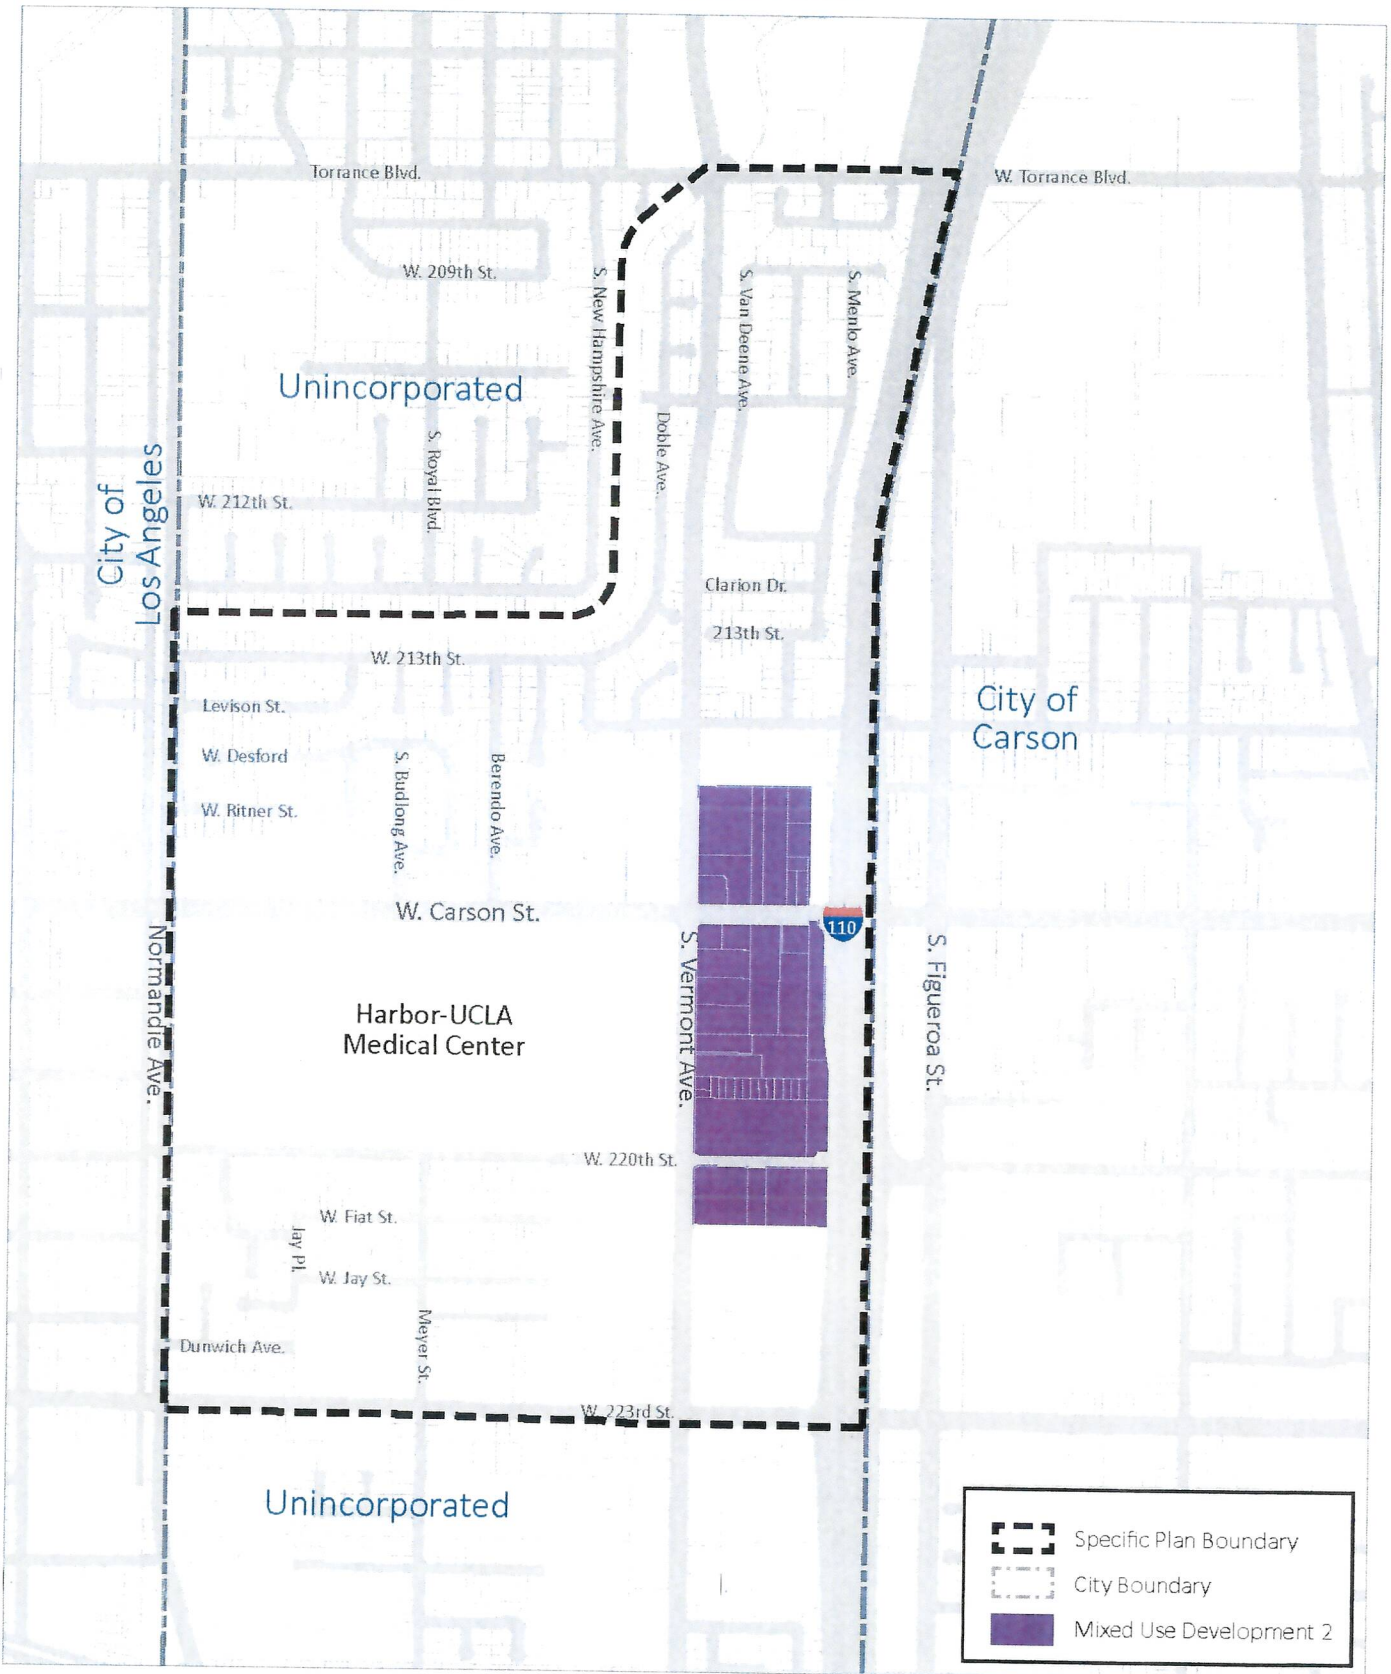 Torrance Blvd.
W. Torrance Blvd.
W. 209th St.
S. New Hampshire Ave.
S. Van Deene Ave.
S. Menlo Ave.
Unincorporated
S. Royal Blvd.
Doble Ave.
City of
Los Angeles
W. 212th St.
Clarion Dr.
213th St.
W. 213th St.
Levison St.
City of
Carson
W. Desford
S. Budlong Ave.
Berendo Ave.
W. Ritner St.
W. Carson St.
110
Normandie Ave.
S. Vermont Ave.
S. Figueroa St.
Harbor-UCLA
Medical Center
W. 220th St.
W. Fiat St.
Jay Pl.
W. Jay St.
Meyer St.
Dunwich Ave.
W. 223rd St.
Unincorporated
Specific Plan Boundary
City Boundary
Mixed Use Development 2